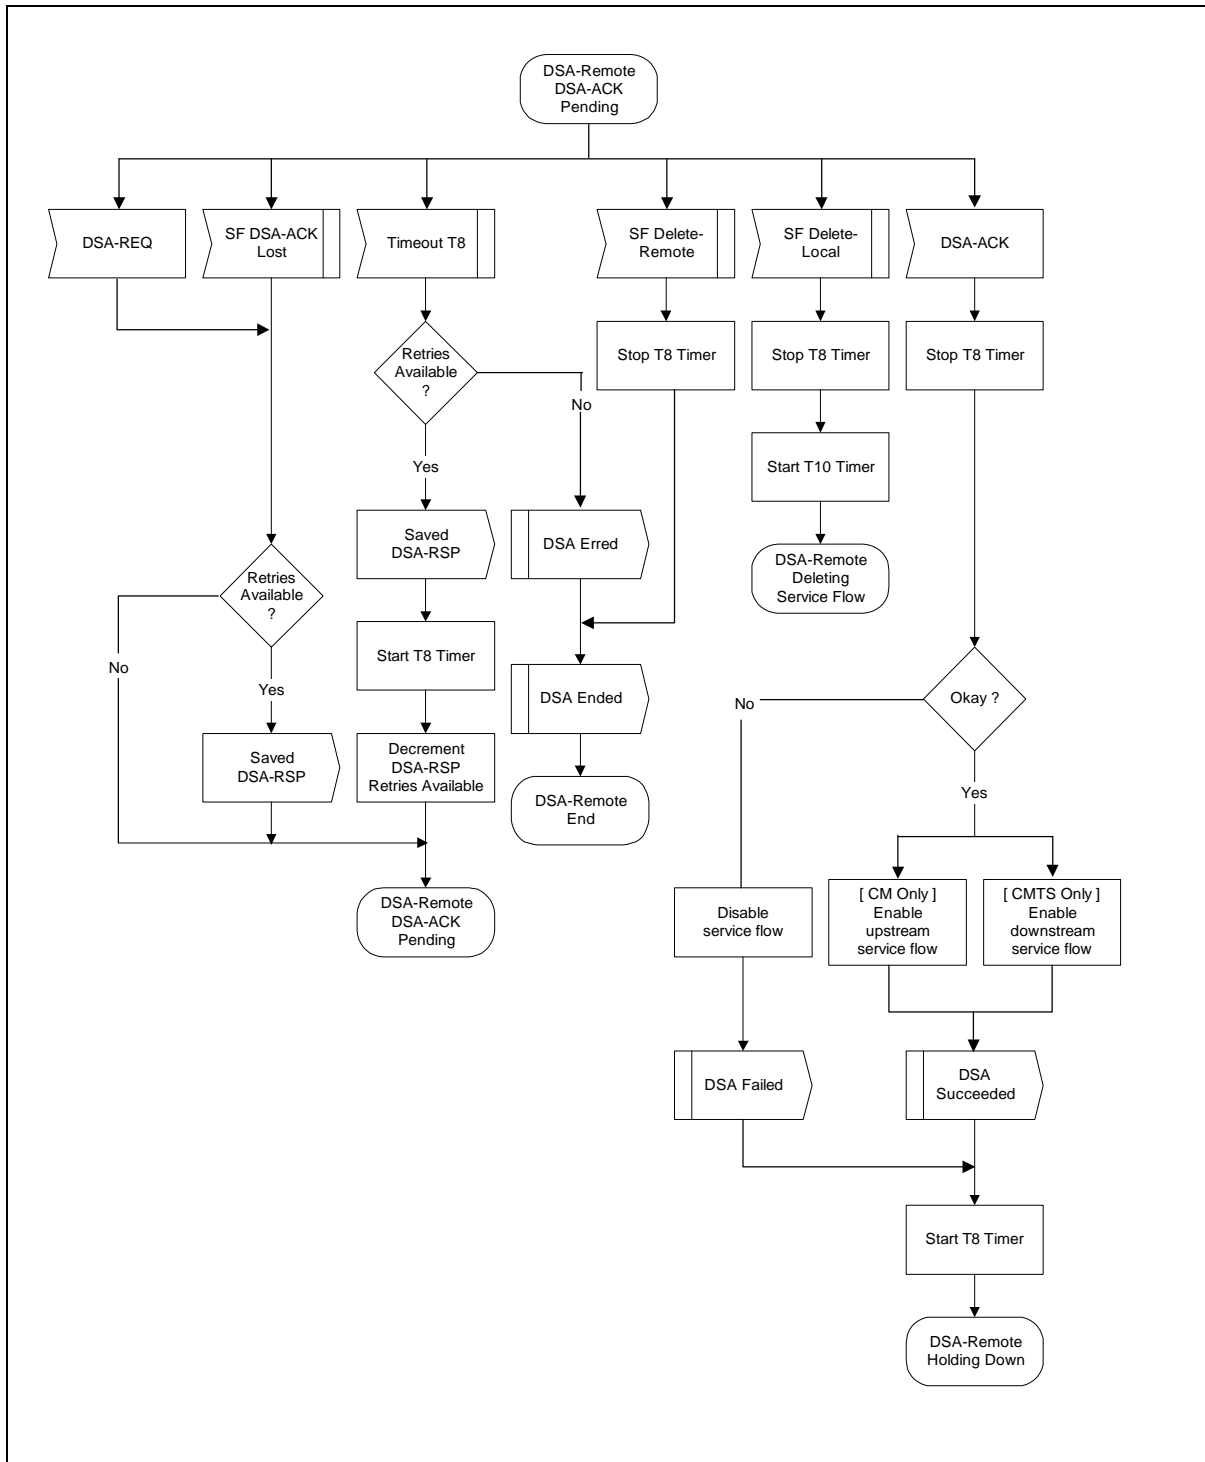 DSA-Remote
DSA-ACK
Pending
DSA-REQ
SF DSA-ACK
Lost
Timeout T8
SF Delete-
Remote
SF Delete-
Local
DSA-ACK
Retries
Available
?
No
Stop T8 Timer
Stop T8 Timer
Stop T8 Timer
Yes
Start T10 Timer
Saved
DSA-RSP
DSA Erred
DSA-Remote
Deleting
Service Flow
Retries
Available
?
No
Yes
Start T8 Timer
DSA Ended
Okay ?
No
Yes
Saved
DSA-RSP
Decrement
DSA-RSP
Retries Available
DSA-Remote
End
DSA-Remote
DSA-ACK
Pending
Disable
service flow
[ CM Only ]
Enable
upstream
service flow
[ CMTS Only ]
Enable
downstream
service flow
DSA Failed
DSA
Succeeded
Start T8 Timer
DSA-Remote
Holding Down